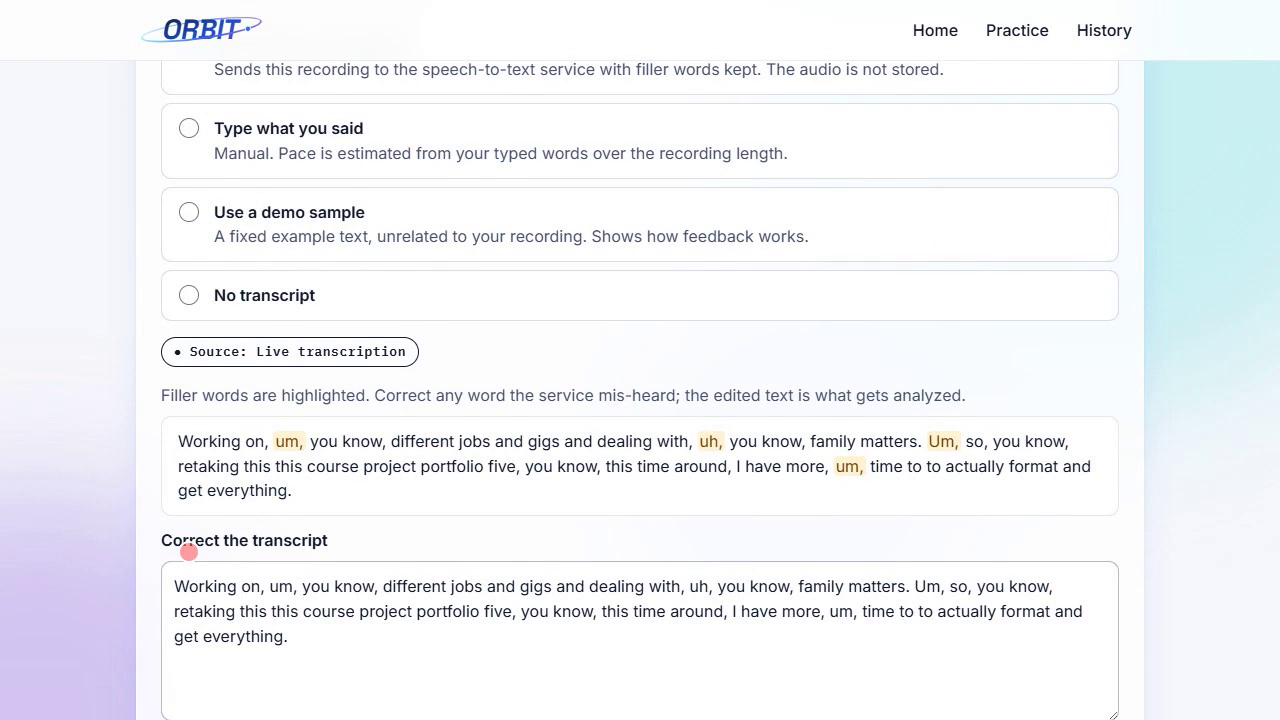 ORBIT
Home Practice History
Sends this recording to the speech-to-text service with filler words kept. The audio is not stored.
Type what you said
Manual. Pace is estimated from your typed words over the recording length.
Use a demo sample
A fixed example text, unrelated to your recording. Shows how feedback works.
No transcript
• Source: Live transcription
Filler words are highlighted. Correct any word the service mis-heard; the edited text is what gets analyzed.
Working on, um, you know, different jobs and gigs and dealing with, uh, you know, family matters. Um, so, you know,
retaking this this course project portfolio five, you know, this time around, I have more, um, time to to actually format and
get everything.
Correct the transcript
Working on, um, you know, different jobs and gigs and dealing with, uh, you know, family matters. Um, so, you know,
retaking this this course project portfolio five, you know, this time around, I have more, um, time to to actually format and
get everything.